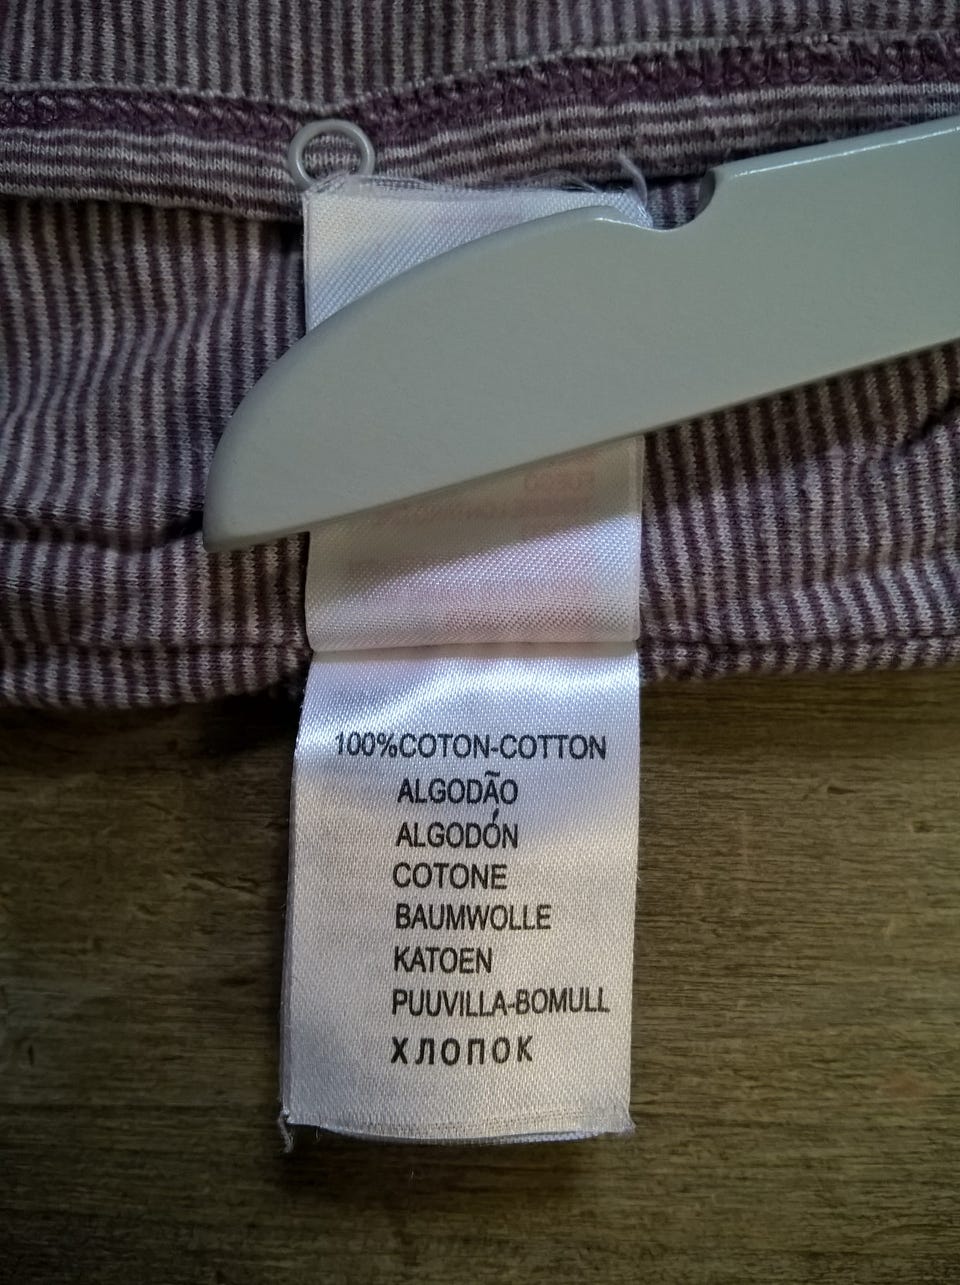 100%COTON-COTTON
ALGODÃO
ALGODÓN
COTONE
BAUMWOLLE
KATOEN
PUUVILLA-BOMULL
ХЛОПОК